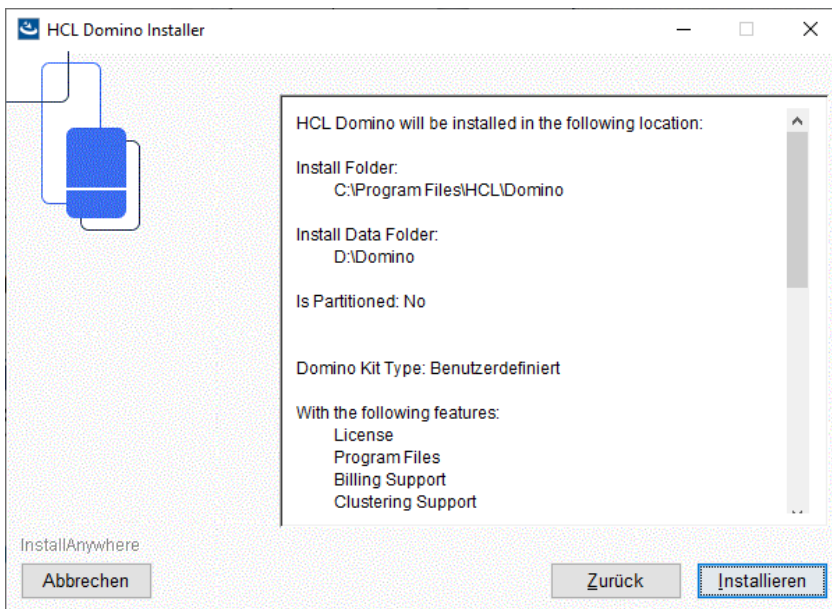 HCL Domino Installer
HCL Domino will be installed in the following location:
Install Folder:
C:\Program Files\HCL\Domino
Install Data Folder:
D:\Domino
Is Partitioned: No
Domino Kit Type: Benutzerdefiniert
With the following features:
License
Program Files
Billing Support
Clustering Support
InstallAnywhere
Abbrechen
Zurück
Installieren